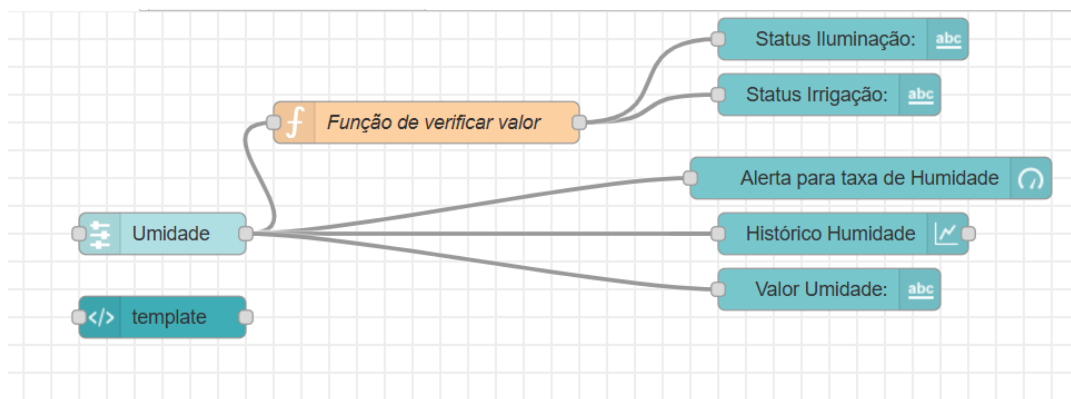 Status Iluminação:
abc
Status Irrigação:
abc
Função de verificar valor
Alerta para taxa de Humidade
Umidade
Histórico Humidade
Valor Umidade:
abc
template